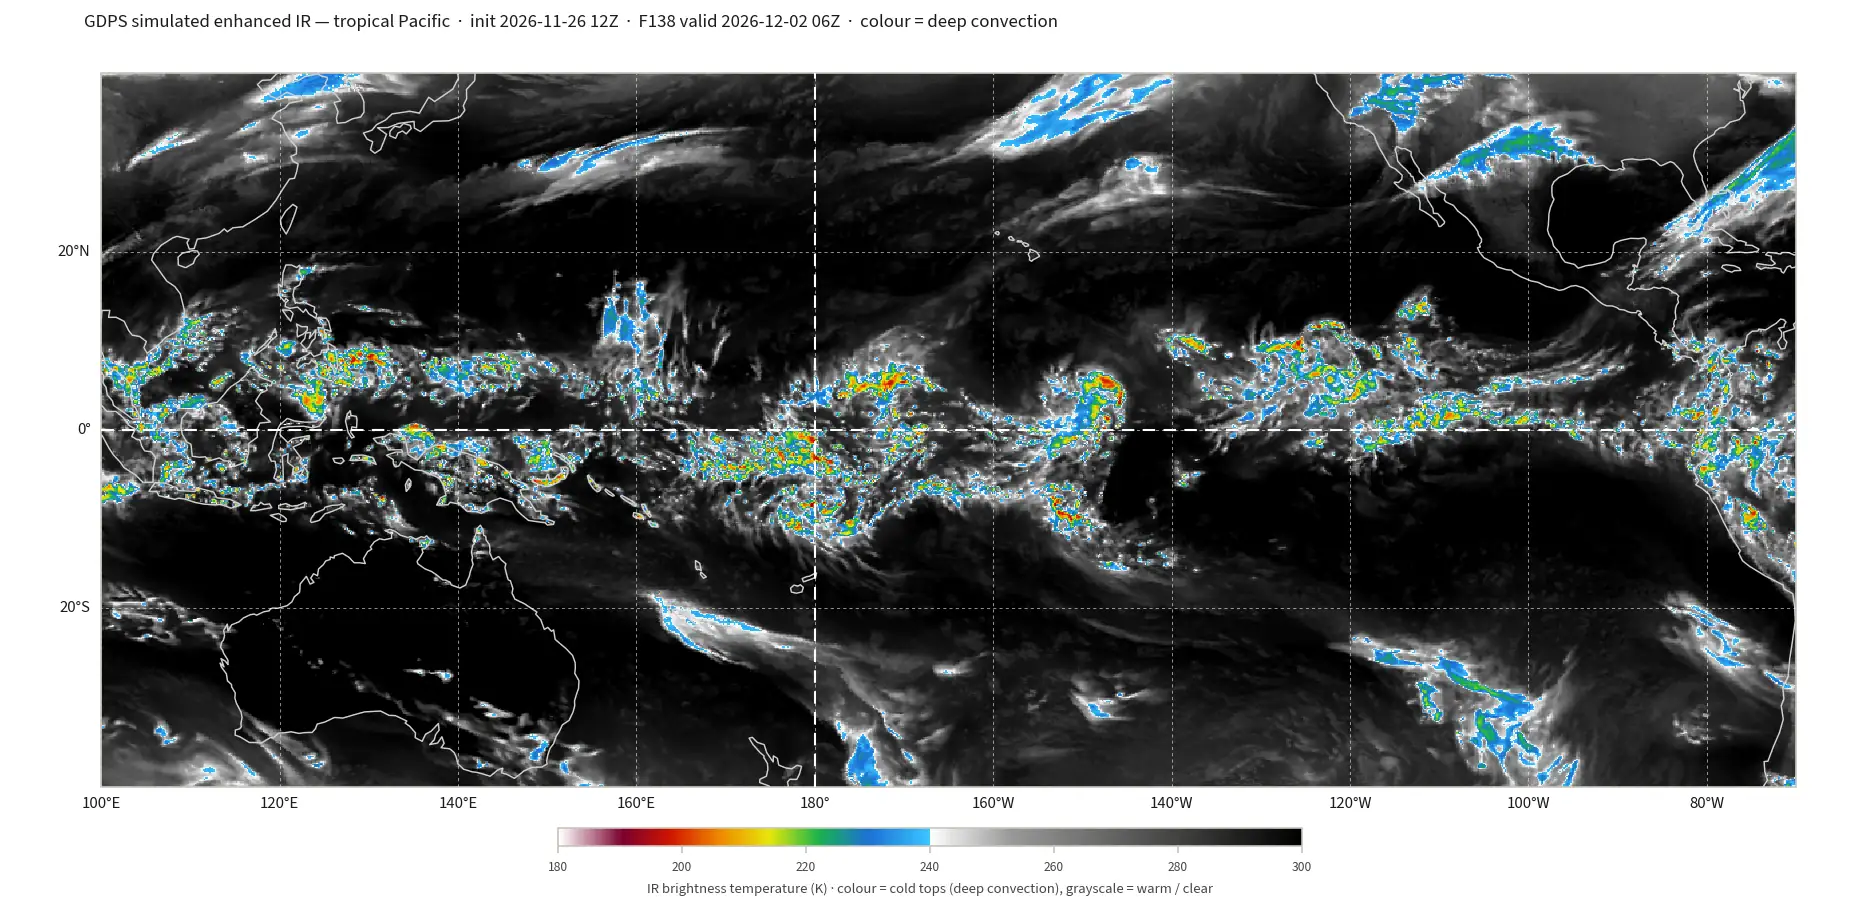 GDPS simulated enhanced IR — tropical Pacific · init 2026-11-26 12Z · F138 valid 2026-12-02 06Z · colour = deep convection
20°N
0°
20°S
100°E 120°E 140°E 160°E 180° 160°W 140°W 120°W 100°W 80°W
180 200 220 240 260 280 300
IR brightness temperature (K) · colour = cold tops (deep convection), grayscale = warm / clear